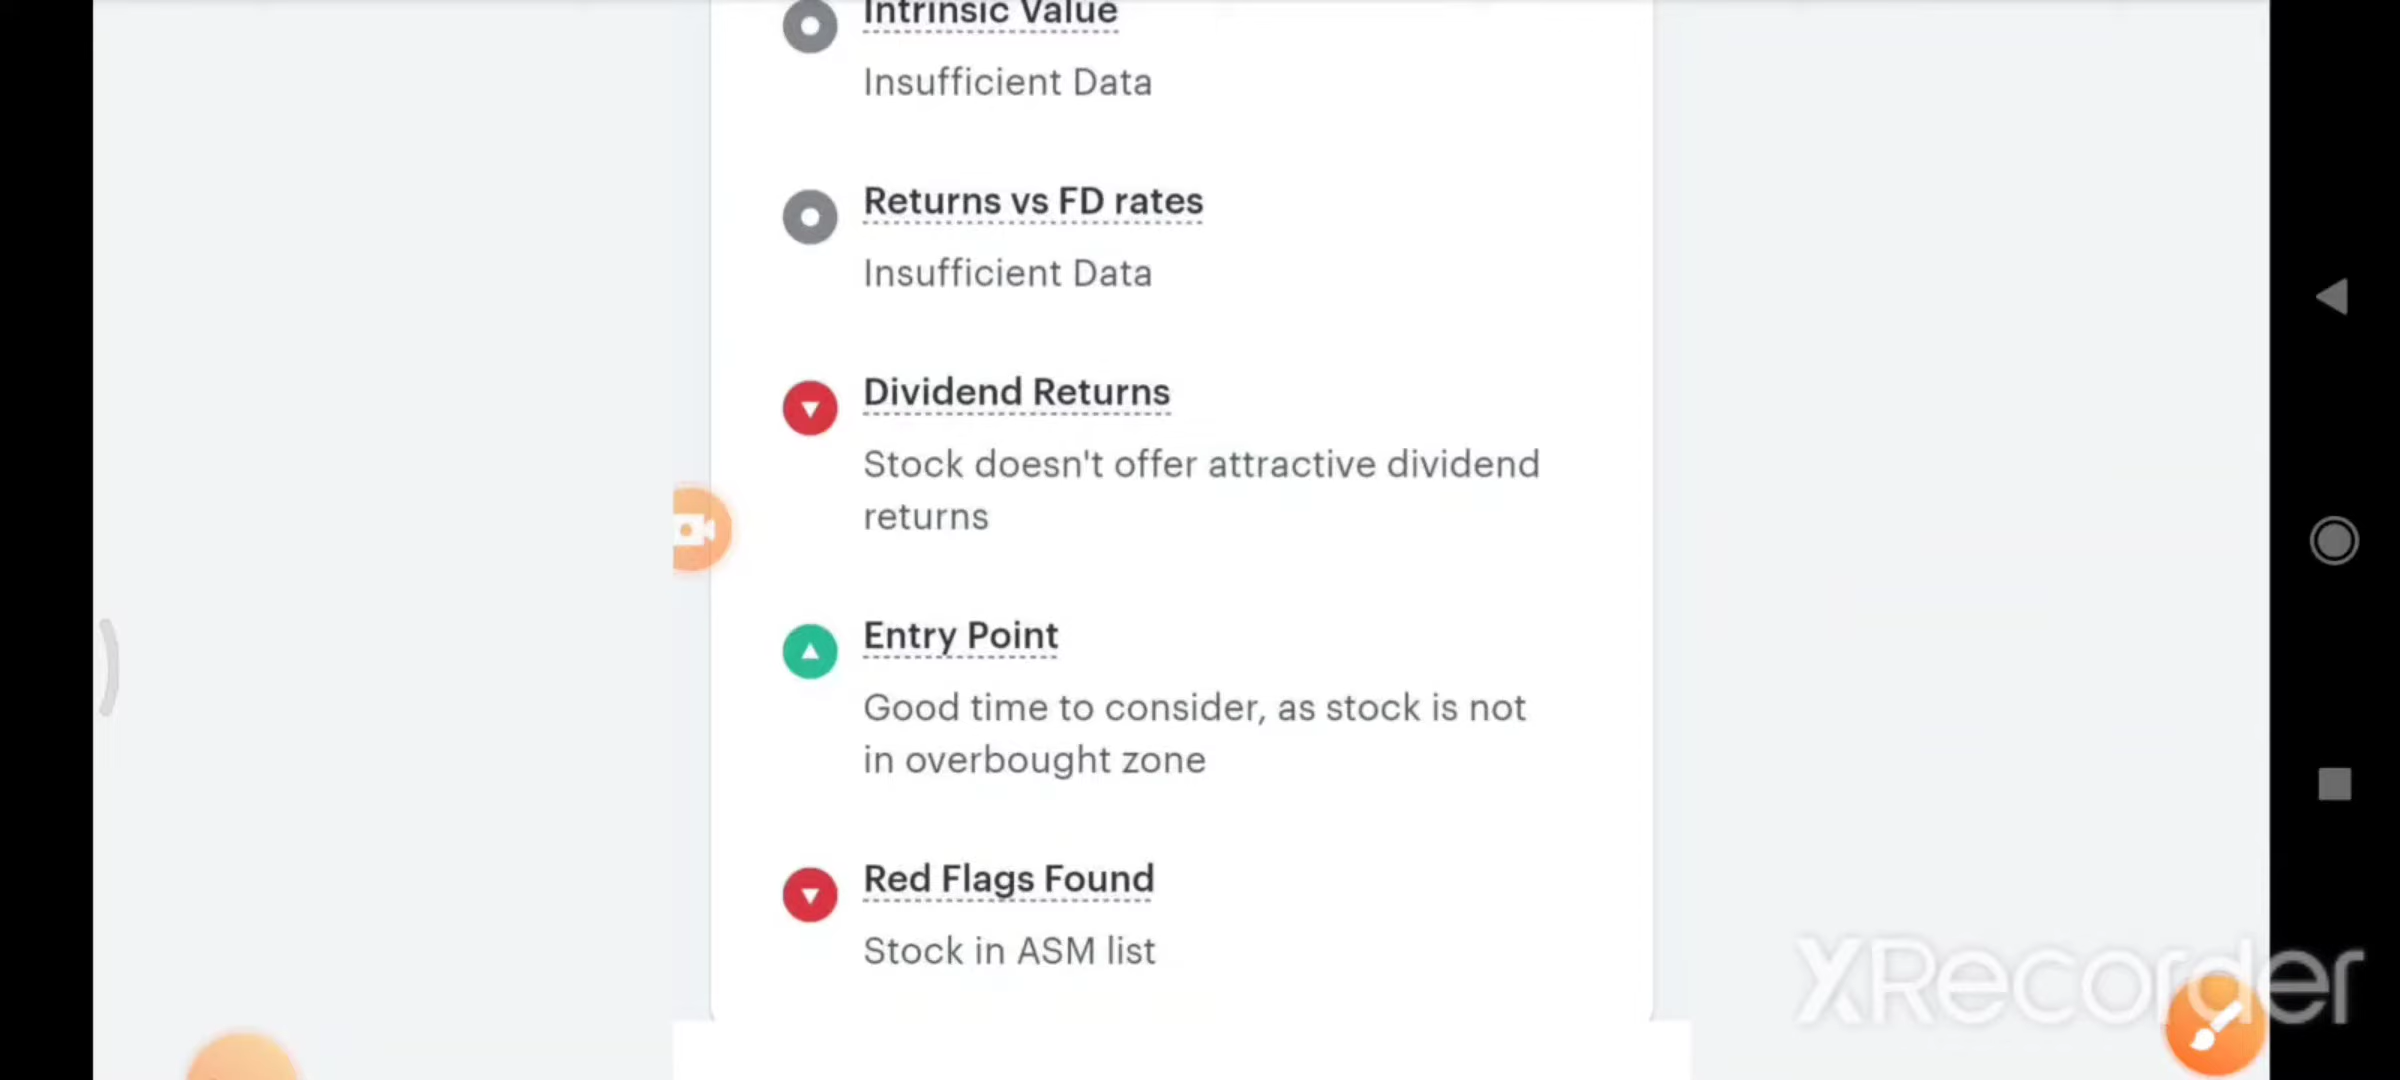 Intrinsic Value
Insufficient Data
Returns vs FD rates
Insufficient Data
Dividend Returns
Stock doesn't offer attractive dividend
returns
Entry Point
Good time to consider, as stock is not
in overbought zone
Red Flags Found
Stock in ASM list
XRecorder